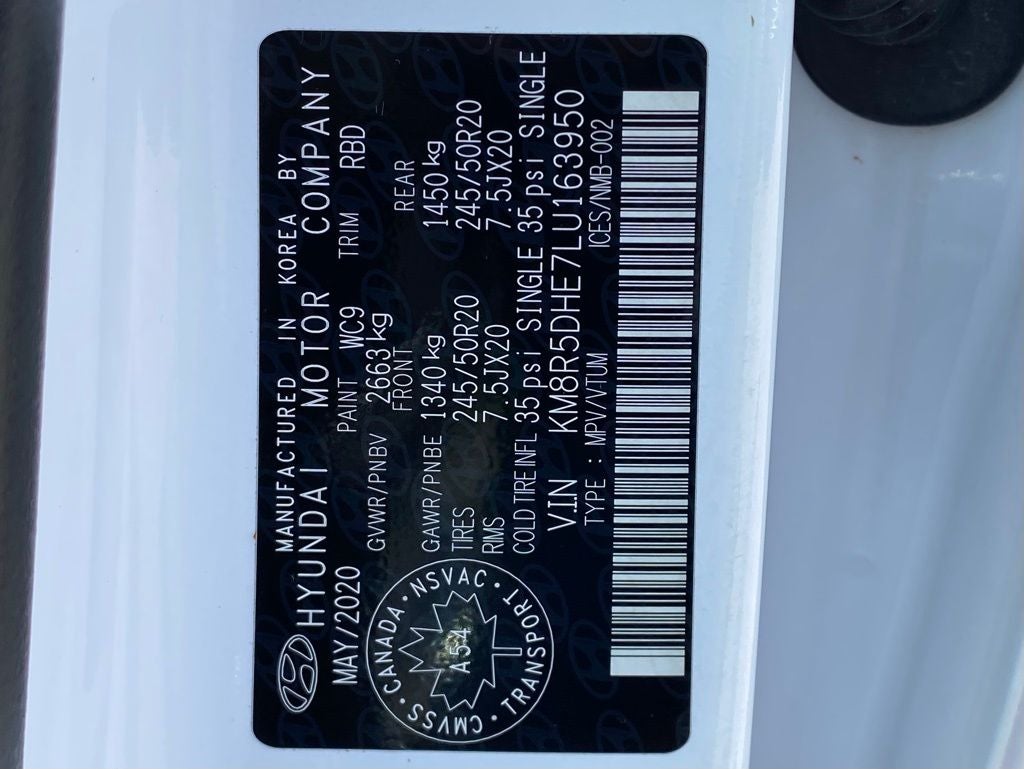 MANUFACTURED IN KOREA BY
HYUNDAI MOTOR COMPANY
MAY/2020 PAINT WC9 TRIM RBD
GVWR/PNBV 2663 kg
FRONT REAR
GAWR/PNBE 1340 kg 1450 kg
TIRES 245/50R20 245/50R20
RIMS 7.5JX20 7.5JX20
COLD TIRE INFL 35 psi SINGLE 35 psi SINGLE
V.I.N KM8R5DHE7LU163950
TYPE : MPV/VTUM ICES/NMB-002
CMVSS · CANADA · NSVAC · TRANSPORT ·
A54